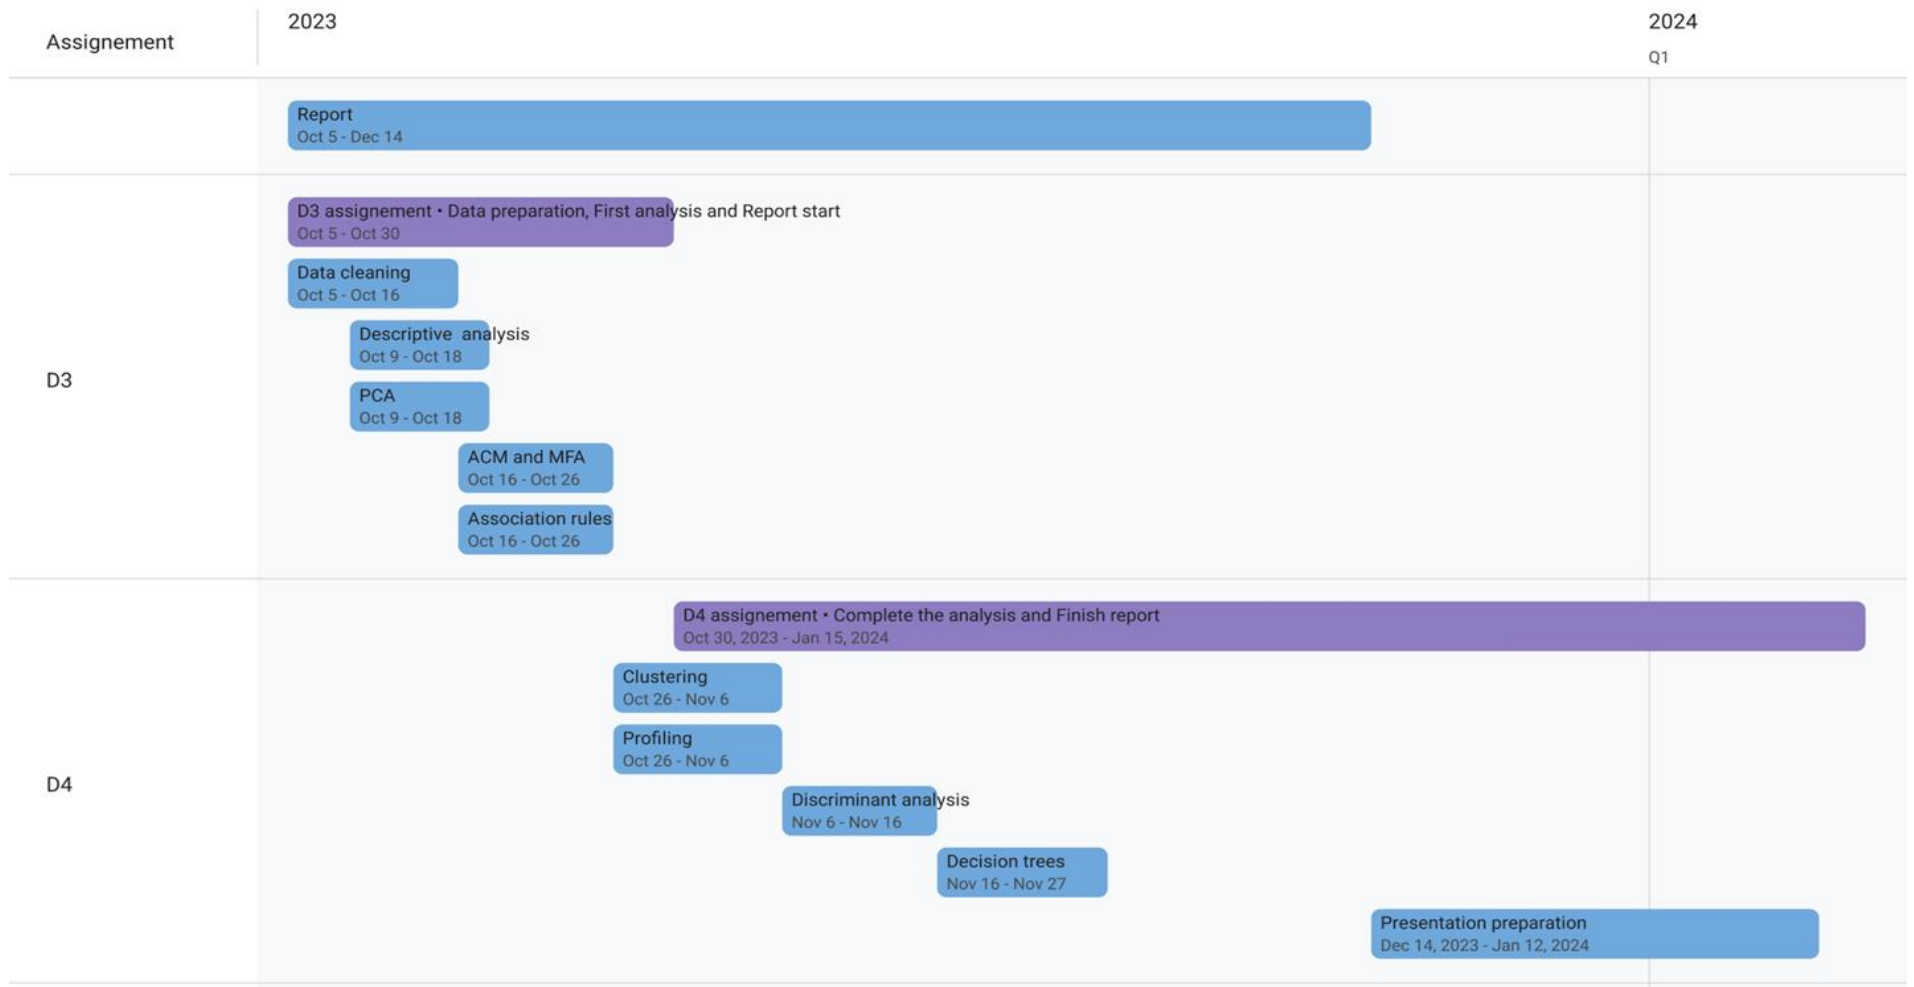 Assignement
2023
2024
Q1
Report
Oct 5 - Dec 14
D3
D3 assignement • Data preparation, First analysis and Report start
Oct 5 - Oct 30
Data cleaning
Oct 5 - Oct 16
Descriptive  analysis
Oct 9 - Oct 18
PCA
Oct 9 - Oct 18
ACM and MFA
Oct 16 - Oct 26
Association rules
Oct 16 - Oct 26
D4
D4 assignement • Complete the analysis and Finish report
Oct 30, 2023 - Jan 15, 2024
Clustering
Oct 26 - Nov 6
Profiling
Oct 26 - Nov 6
Discriminant analysis
Nov 6 - Nov 16
Decision trees
Nov 16 - Nov 27
Presentation preparation
Dec 14, 2023 - Jan 12, 2024